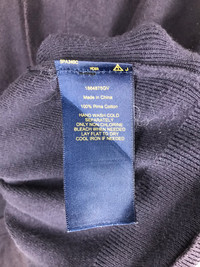 Made in China
100% Pima Cotton
HAND WASH COLD
SEPARATELY
ONLY NON-CHLORINE
BLEACH WHEN NEEDED
LAY FLAT TO DRY
COOL IRON IF NEEDED